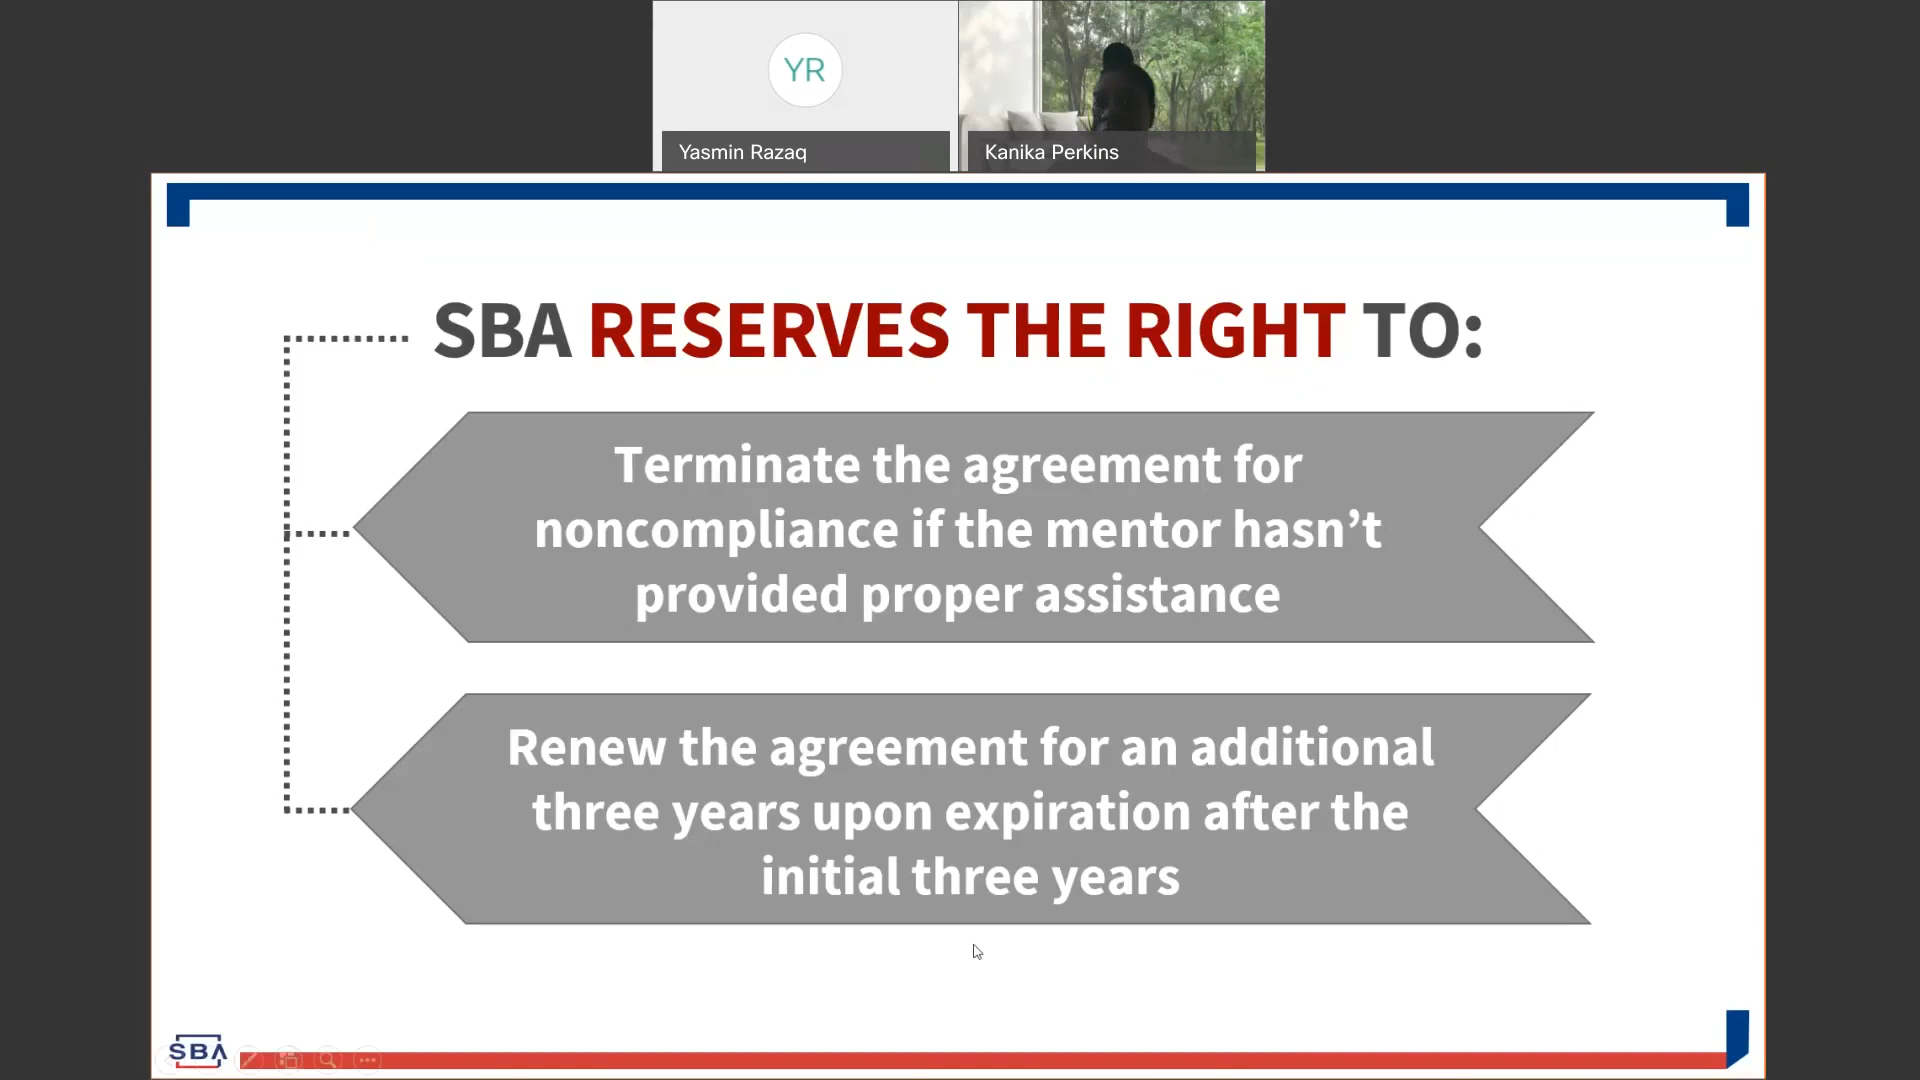 YR
Yasmin Razaq
Kanika Perkins
SBA RESERVES THE RIGHT TO:
Terminate the agreement for
noncompliance if the mentor hasn’t
provided proper assistance
Renew the agreement for an additional
three years upon expiration after the
initial three years
SBA